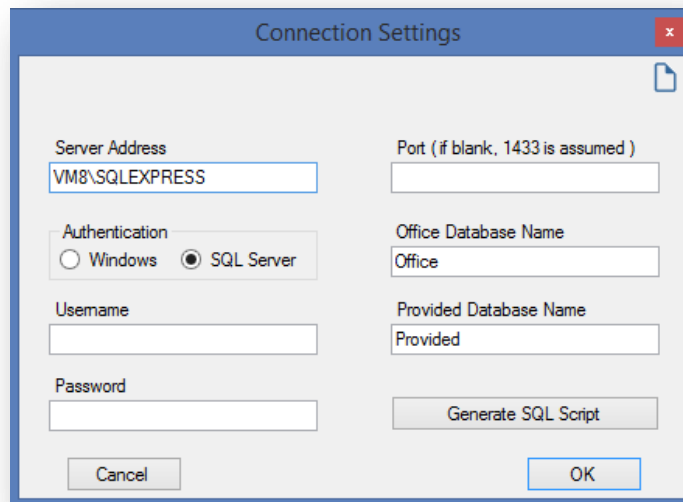 Connection Settings
x
Server Address
Port ( if blank, 1433 is assumed )
VM8\SQLEXPRESS
Authentication
Office Database Name
Windows
SQL Server
Office
Username
Provided Database Name
Provided
Password
Generate SQL Script
Cancel
OK